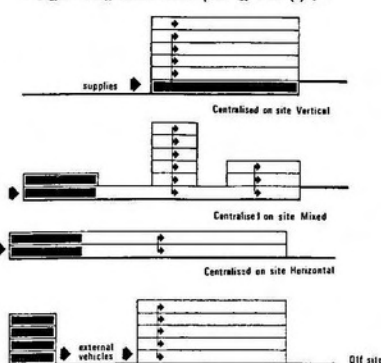 supplies
Centralised on site Vertical
Centralised on site Mixed
Centralised on site Horizontal
external
vehicles
Off site